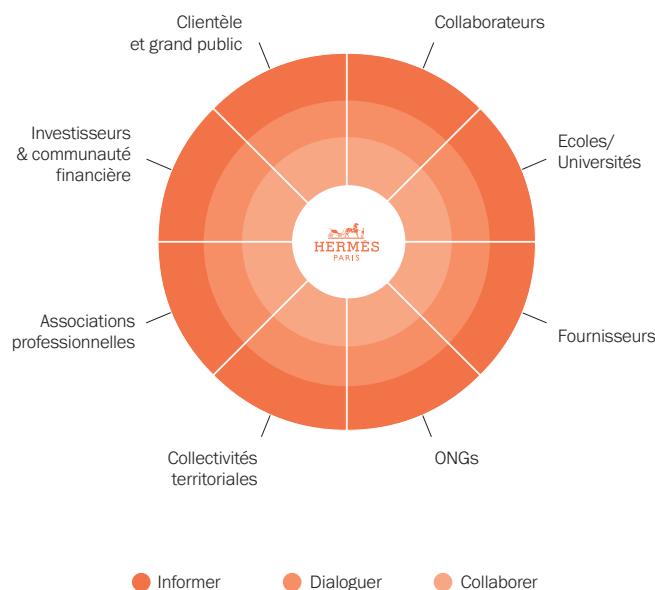 Clientèle
et grand public
Collaborateurs
Investisseurs
& communauté
financière
Ecoles/
Universités
HERMÈS
PARIS
Associations
professionnelles
Fournisseurs
Collectivités
territoriales
ONGs
Informer
Dialoguer
Collaborer